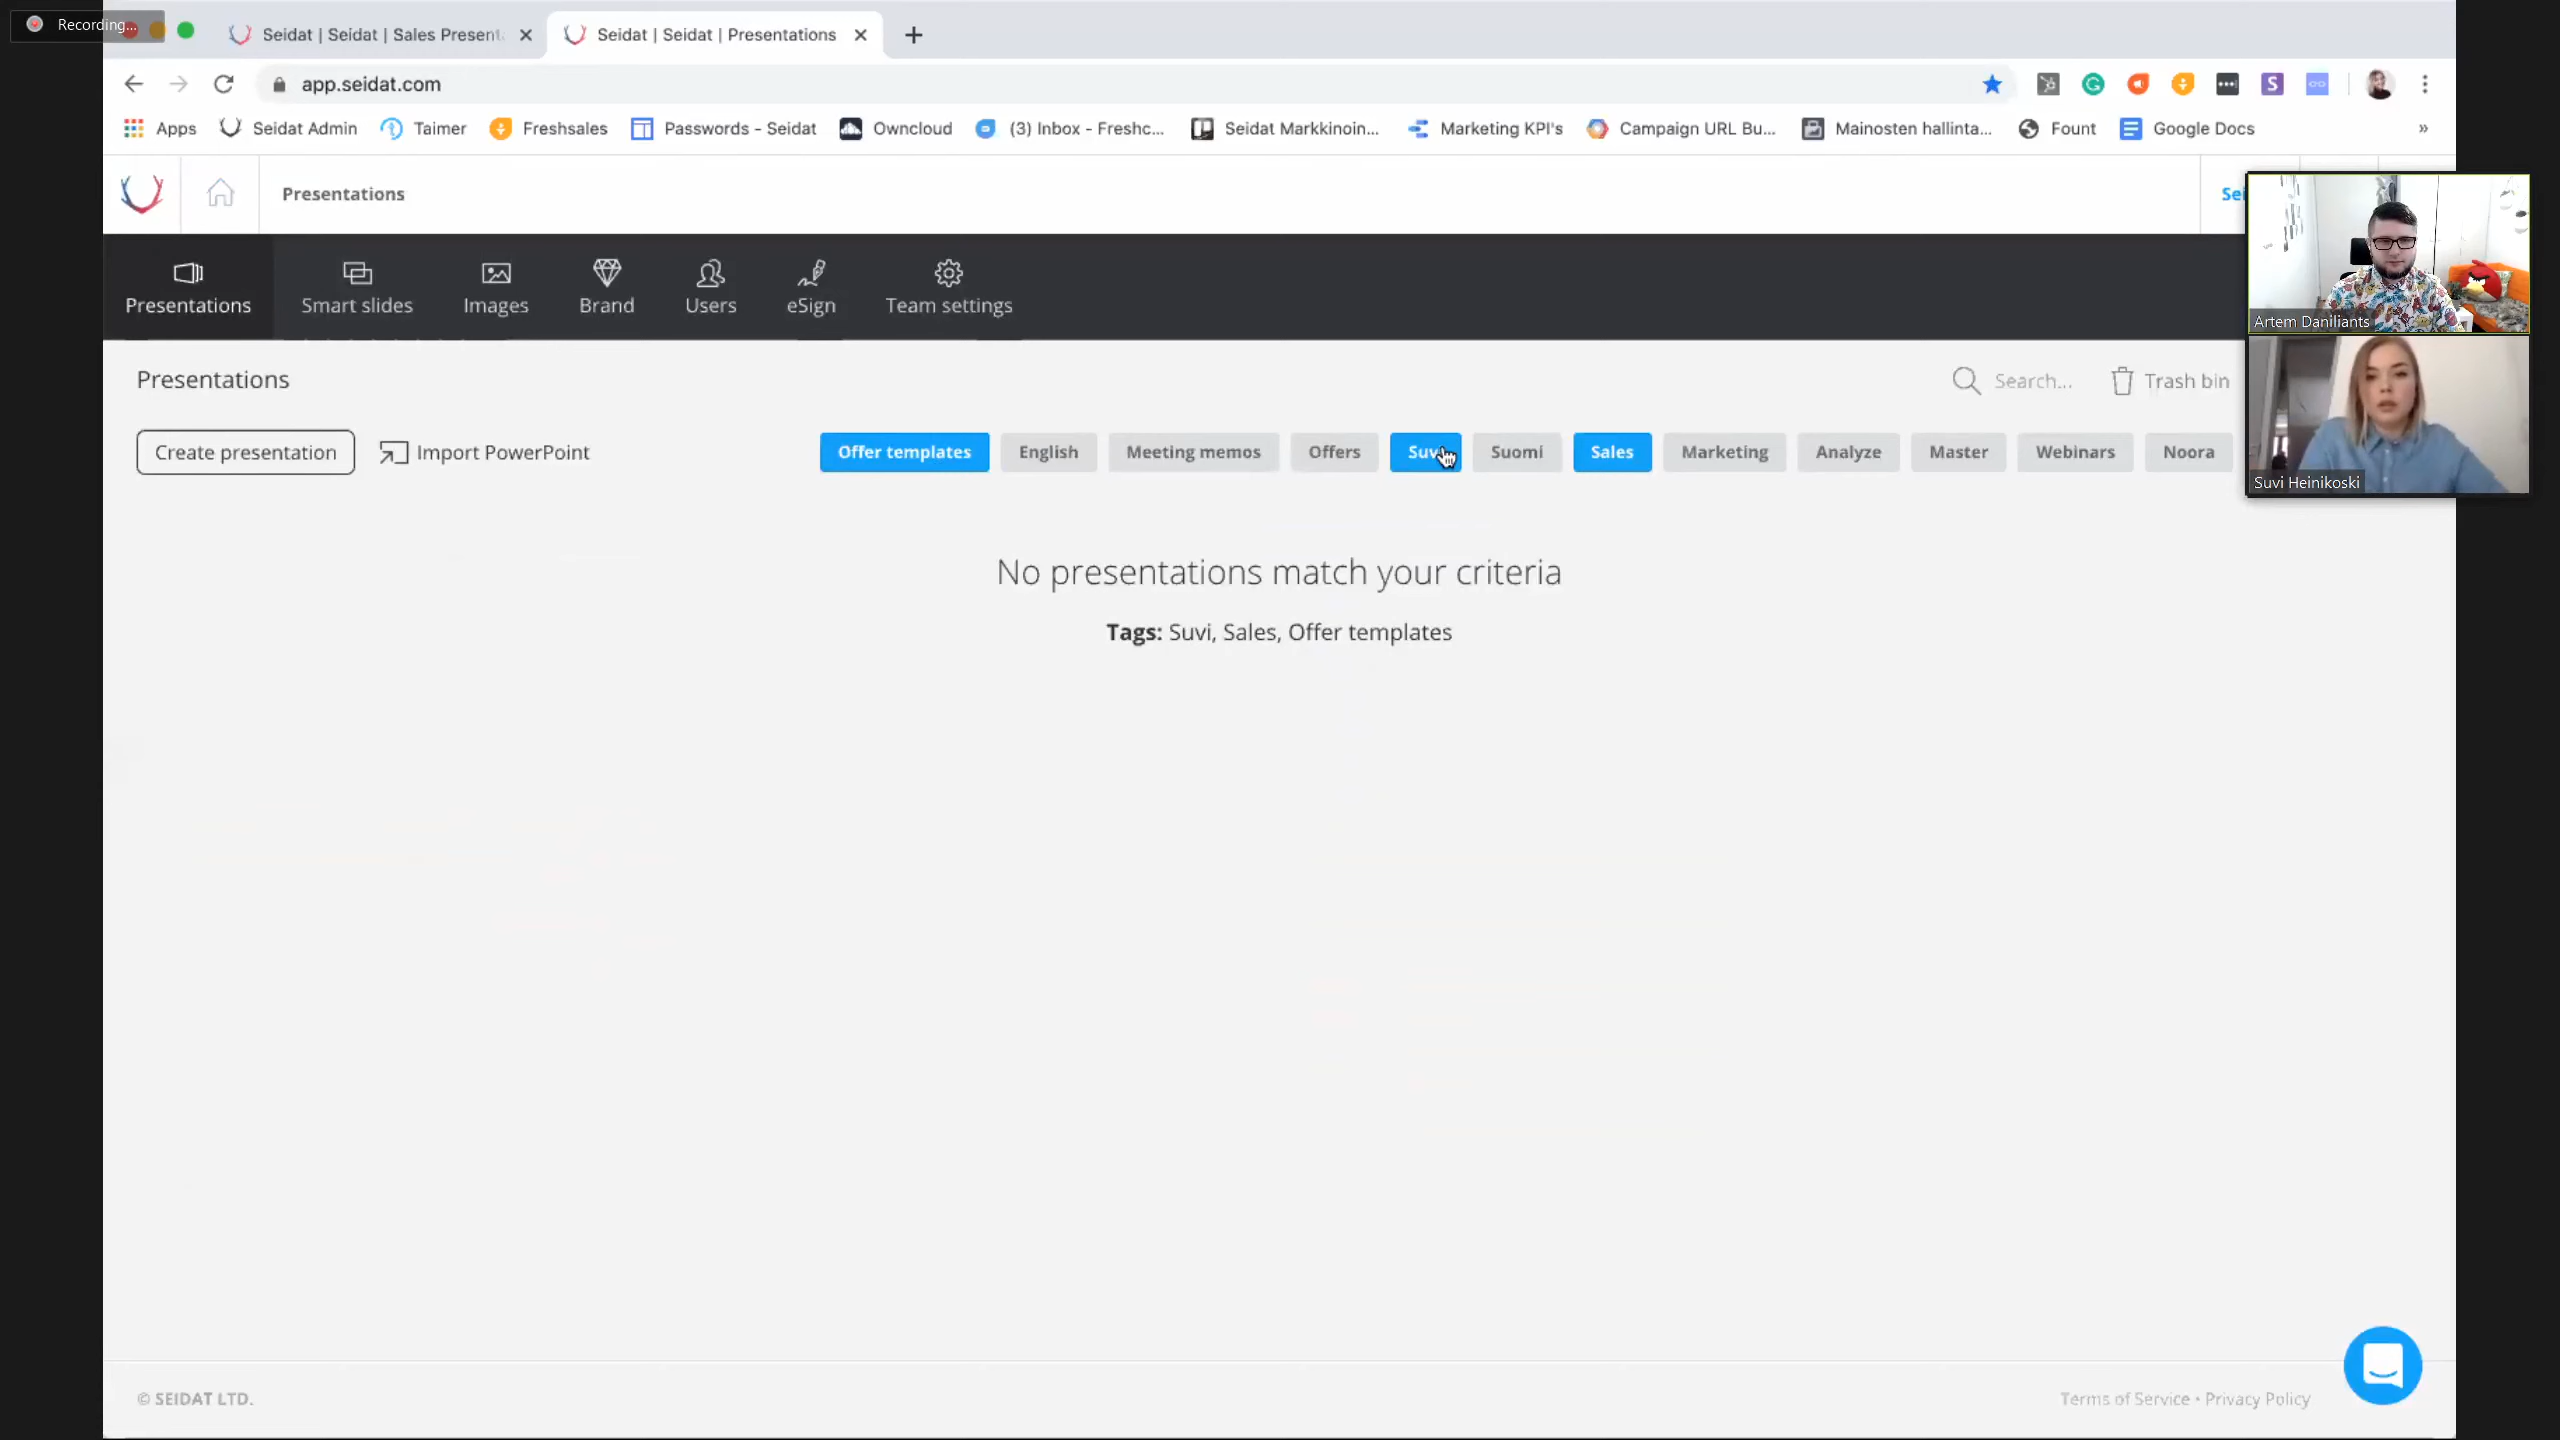 Recording...
Seidat | Seidat | Sales Present
Seidat | Seidat | Presentations
app.seidat.com
Apps Seidat Admin Taimer Freshsales Passwords - Seidat Owncloud (3) Inbox - Freshc... Seidat Markkinoin... Marketing KPI's Campaign URL Bu... Mainosten hallinta... Fount Google Docs »
Presentations
Presentations Smart slides Images Brand Users eSign Team settings
Artem Daniliants
Presentations
Search... Trash bin
Create presentation Import PowerPoint Offer templates English Meeting memos Offers Suvi Suomi Sales Marketing Analyze Master Webinars Noora
Suvi Heinikoski
No presentations match your criteria
Tags: Suvi, Sales, Offer templates
© SEIDAT LTD.
Terms of Service • Privacy Policy